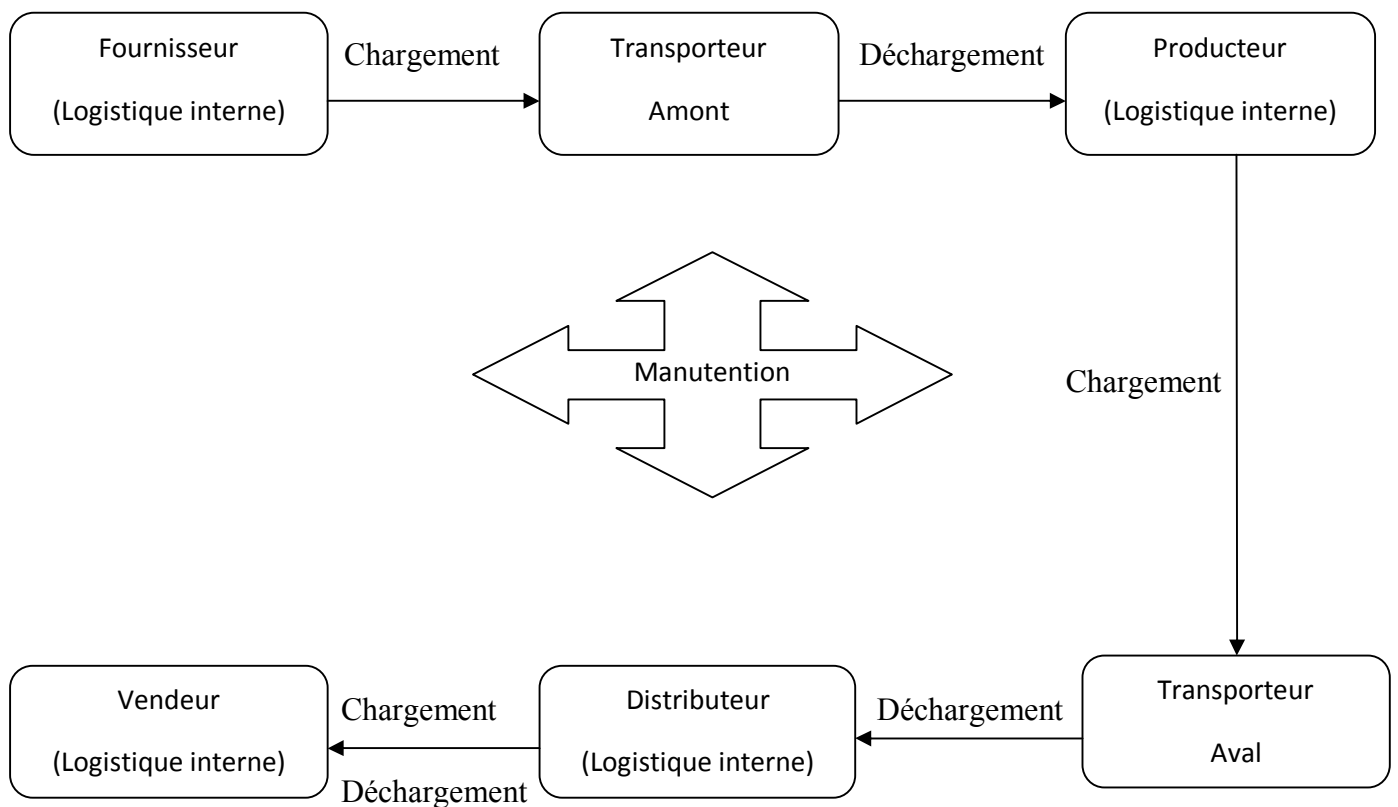 Fournisseur
(Logistique interne)
Chargement
Transporteur
Amont
Déchargement
Producteur
(Logistique interne)
Manutention
Chargement
Vendeur
(Logistique interne)
Chargement
Déchargement
Distributeur
(Logistique interne)
Déchargement
Transporteur
Aval